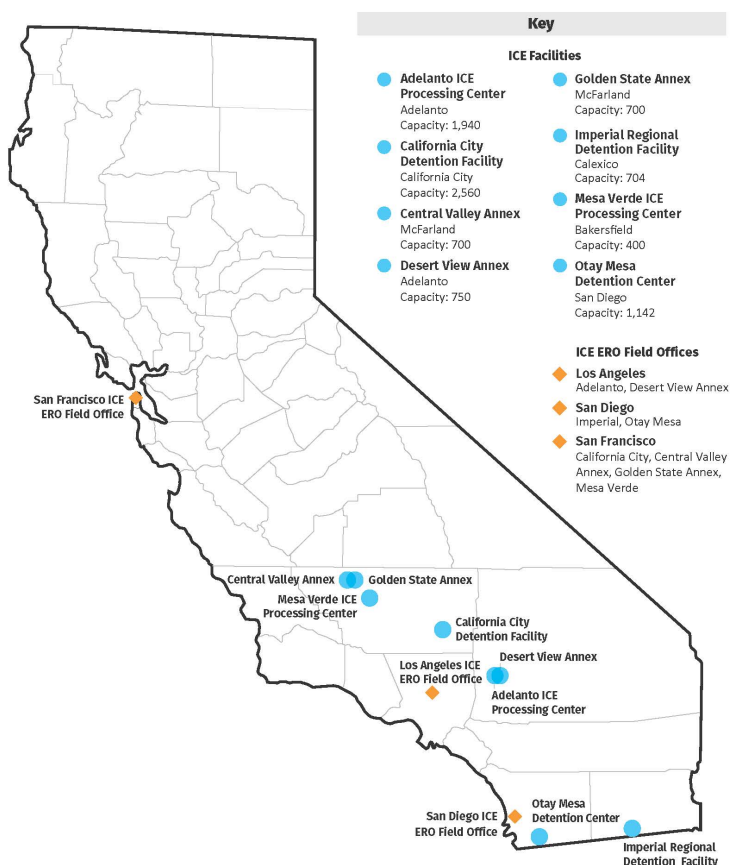 Key
ICE Facilities
Adelanto ICE
Processing Center
Adelanto
Capacity: 1,940
California City
Detention Facility
California City
Capacity: 2,560
Central Valley Annex
McFarland
Capacity: 700
Desert View Annex
Adelanto
Capacity: 750
Golden State Annex
McFarland
Capacity: 700
Imperial Regional
Detention Facility
Calexico
Capacity: 704
Mesa Verde ICE
Processing Center
Bakersfield
Capacity: 400
Otay Mesa
Detention Center
San Diego
Capacity: 1,142
ICE ERO Field Offices
Los Angeles
Adelanto, Desert View Annex
San Diego
Imperial, Otay Mesa
San Francisco
California City, Central Valley
Annex, Golden State Annex,
Mesa Verde
San Francisco ICE
ERO Field Office
Central Valley Annex
Golden State Annex
Mesa Verde ICE
Processing Center
California City
Detention Facility
Desert View Annex
Los Angeles ICE
ERO Field Office
Adelanto ICE
Processing Center
Otay Mesa
Detention Center
San Diego ICE
ERO Field Office
Imperial Regional
Detention Facility